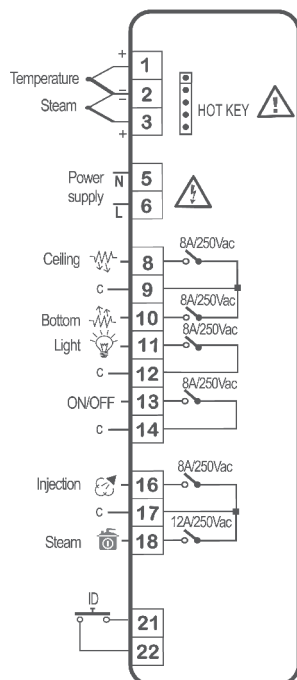 +
1
Temperature
2
HOT KEY
Steam
3
+
Power supply
N
5
L
6
8A/250Vac
Ceiling
8
c
9
8A/250Vac
Bottom
10
8A/250Vac
Light
11
c
12
8A/250Vac
ON/OFF
13
c
14
8A/250Vac
Injection
16
c
17
12A/250Vac
Steam
18
ID
21
22